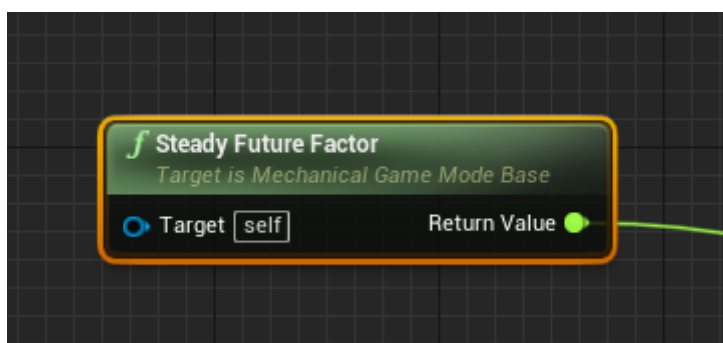 f Steady Future Factor
Target is Mechanical Game Mode Base
Target self Return Value